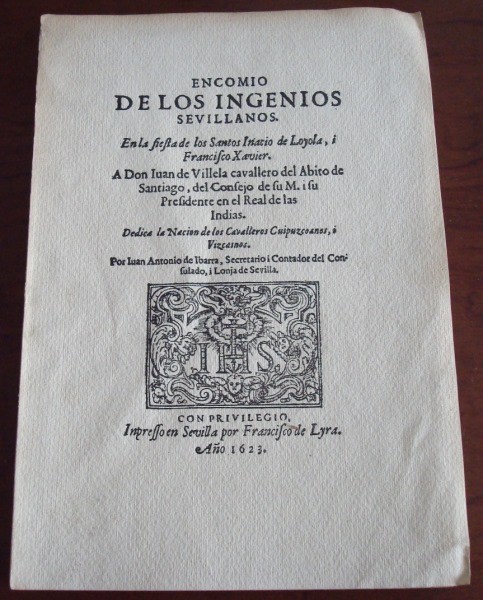 ENCOMIO
DE LOS INGENIOS
SEVILLANOS.
En la fieſta de los Santos Inacio de Loyola, i
Franciſco Xavier.
A Don Iuan de Villela cavallero del Abito de
Santiago, del Conſejo de ſu M. i ſu
Preſidente en el Real de las
Indias.
Dedica la Nacion de los Cavalleros Guipuzcoanos, i
Vizcainos.
Por Iuan Antonio de Ibarra, Secretario i Contador del Con-
ſulado, i Lonja de Sevilla.
IHS
CON PRIVILEGIO,
Inpreſſo en Sevilla por Franciſco de Lyra.
Año 1623.